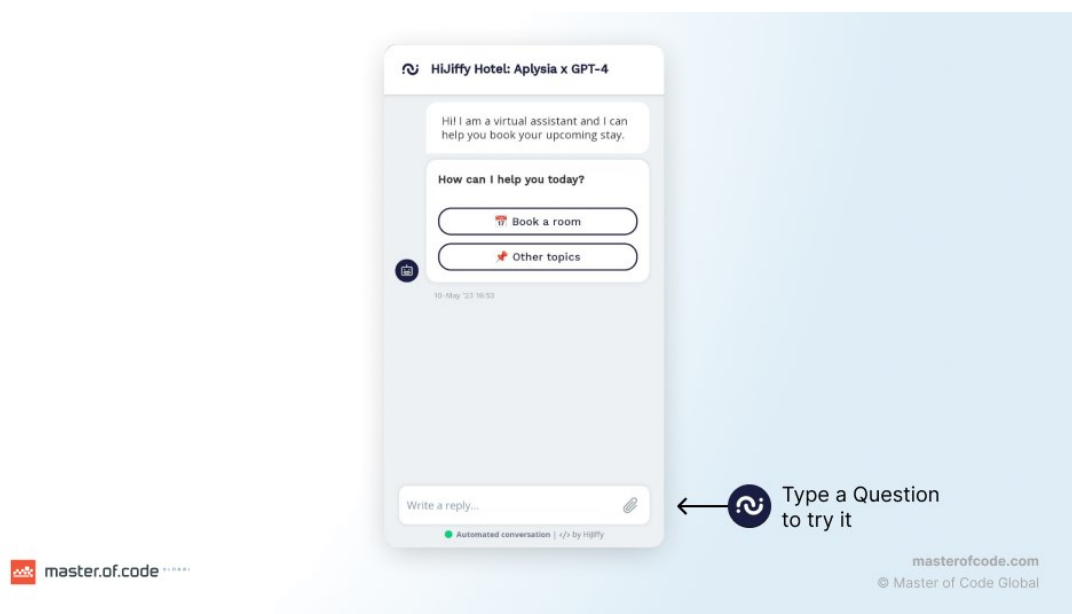 HiJiffy Hotel: Aplysia x GPT-4
Hi! I am a virtual assistant and I can
help you book your upcoming stay.
How can I help you today?
Book a room
Other topics
10-May '23 16:53
Write a reply...
Automated conversation | </> by HiJiffy
Type a Question
to try it
master.of.code GLOBAL
masterofcode.com
© Master of Code Global